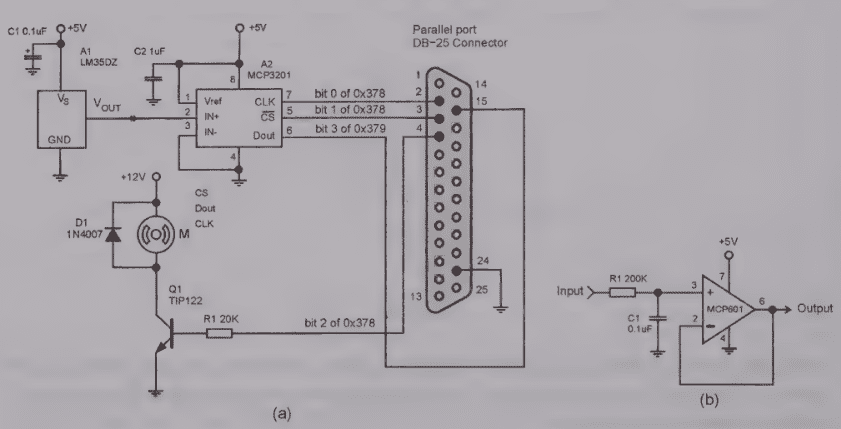 C1 0.1uF
+5V
A1
LM35DZ
VS
VOUT
GND
C2 1uF
+5V
A2
MCP3201
8
1 Vref CLK 7
2 IN+ CS 5
3 IN- Dout 6
4
bit 0 of 0x378
bit 1 of 0x378
bit 3 of 0x379
Parallel port
DB-25 Connector
1
2
3
4
13
14
15
24
25
+12V
CS
Dout
CLK
D1
1N4007
M
Q1
TIP122
R1 20K
bit 2 of 0x378
(a)
+5V
Input
R1 200K
3
7
+
MCP601
6
Output
C1
0.1uF
2
-
4
(b)